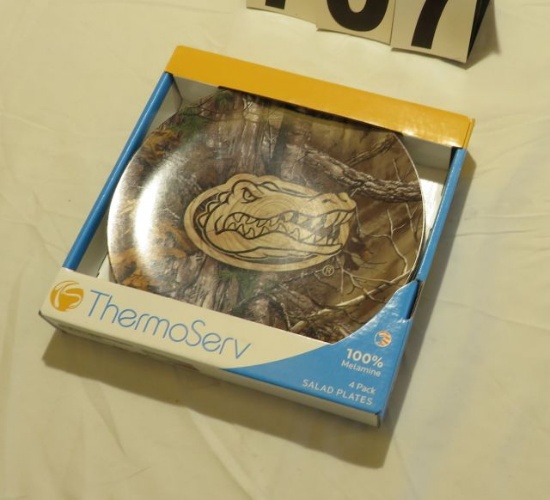 ThermoServ
100%
Melamine
4 Pack
SALAD PLATES
®